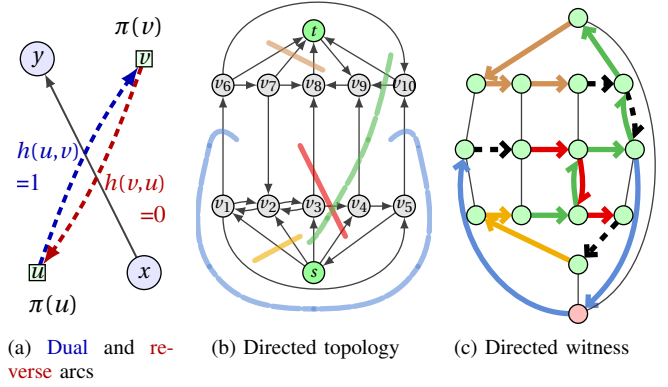 π(v)
y
v
h(u,v)
=1
h(v,u)
=0
u
x
π(u)
(a) Dual and re-
verse arcs
t
v6
v7
v8
v9
v10
v1
v2
v3
v4
v5
s
(b) Directed topology
(c) Directed witness